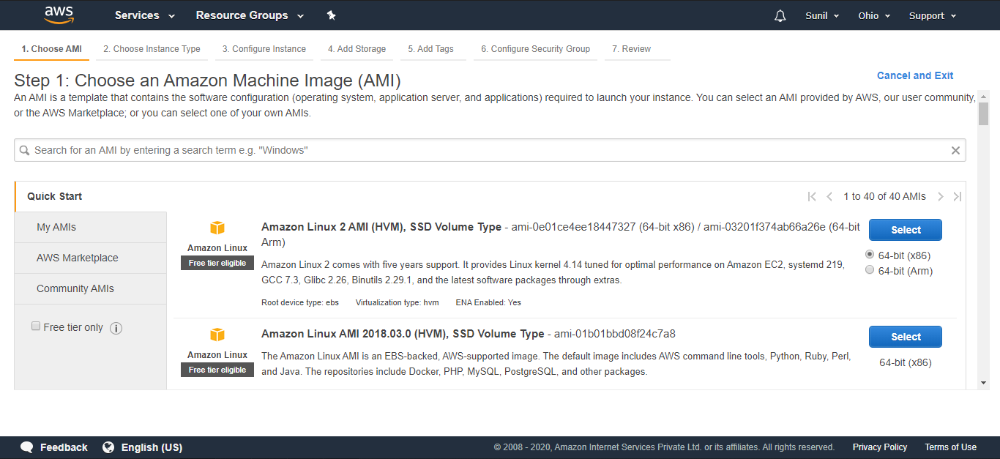 aws
Services
Resource Groups
Sunil
Ohio
Support
1. Choose AMI
2. Choose Instance Type
3. Configure Instance
4. Add Storage
5. Add Tags
6. Configure Security Group
7. Review
Step 1: Choose an Amazon Machine Image (AMI)
Cancel and Exit
An AMI is a template that contains the software configuration (operating system, application server, and applications) required to launch your instance. You can select an AMI provided by AWS, our user community,
or the AWS Marketplace; or you can select one of your own AMIs.
Search for an AMI by entering a search term e.g. "Windows"
Quick Start
1 to 40 of 40 AMIs
My AMIs
AWS Marketplace
Community AMIs
Free tier only
Amazon Linux
Free tier eligible
Amazon Linux 2 AMI (HVM), SSD Volume Type - ami-0e01ce4ee18447327 (64-bit x86) / ami-03201f374ab66a26e (64-bit
Arm)
Amazon Linux 2 comes with five years support. It provides Linux kernel 4.14 tuned for optimal performance on Amazon EC2, systemd 219,
GCC 7.3, Glibc 2.26, Binutils 2.29.1, and the latest software packages through extras.
Root device type: ebs
Virtualization type: hvm
ENA Enabled: Yes
Select
64-bit (x86)
64-bit (Arm)
Amazon Linux
Free tier eligible
Amazon Linux AMI 2018.03.0 (HVM), SSD Volume Type - ami-01b01bbd08f24c7a8
The Amazon Linux AMI is an EBS-backed, AWS-supported image. The default image includes AWS command line tools, Python, Ruby, Perl,
and Java. The repositories include Docker, PHP, MySQL, PostgreSQL, and other packages.
Select
64-bit (x86)
Feedback
English (US)
© 2008 - 2020, Amazon Internet Services Private Ltd. or its affiliates. All rights reserved.
Privacy Policy
Terms of Use